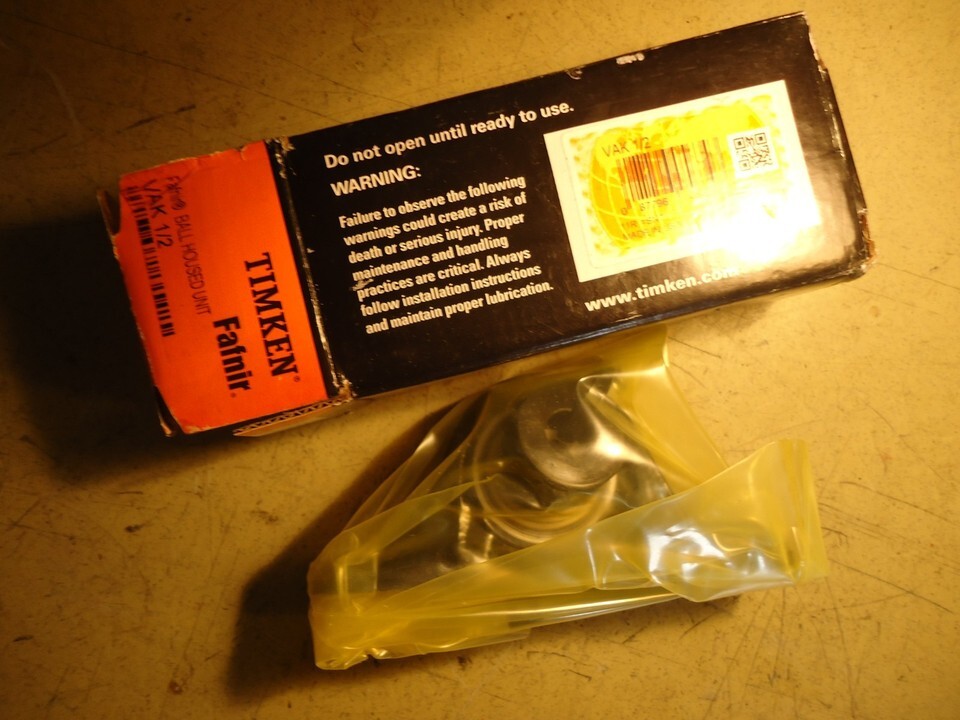 Do not open until ready to use.
WARNING:
Failure to observe the following
warnings could create a risk of
death or serious injury. Proper
maintenance and handling
practices are critical. Always
follow installation instructions
and maintain proper lubrication.
VAK 1/2
www.timken.com
TIMKEN®
Fafnir®
BALL HOUSED UNIT
VAK 1/2